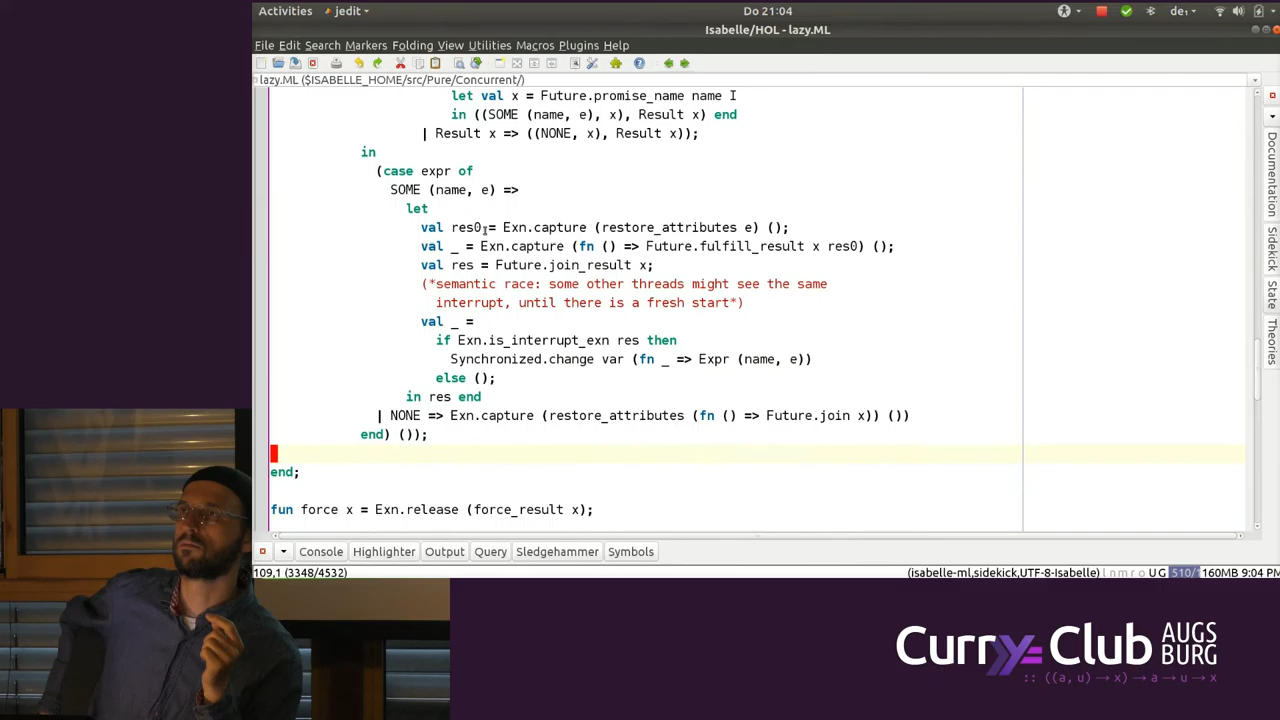 Activities jedit Do 21:04 de₁
Isabelle/HOL - lazy.ML
File Edit Search Markers Folding View Utilities Macros Plugins Help
lazy.ML ($ISABELLE_HOME/src/Pure/Concurrent/)
let val x = Future.promise_name name I
in ((SOME (name, e), x), Result x) end
| Result x => ((NONE, x), Result x));
in
(case expr of
SOME (name, e) =>
let
val res0 = Exn.capture (restore_attributes e) ();
val _ = Exn.capture (fn () => Future.fulfill_result x res0) ();
val res = Future.join_result x;
(*semantic race: some other threads might see the same
interrupt, until there is a fresh start*)
val _ =
if Exn.is_interrupt_exn res then
Synchronized.change var (fn _ => Expr (name, e))
else ();
in res end
| NONE => Exn.capture (restore_attributes (fn () => Future.join x)) ())
end) ());
end;
fun force x = Exn.release (force_result x);
Documentation
Sidekick
State
Theories
Console Highlighter Output Query Sledgehammer Symbols
109,1 (3348/4532) (isabelle-ml,sidekick,UTF-8-Isabelle) l n m r o U G 510/ 160MB 9:04 PM
Curry Club AUGS
BURG
:: ((a, u) → x) → a → u → x